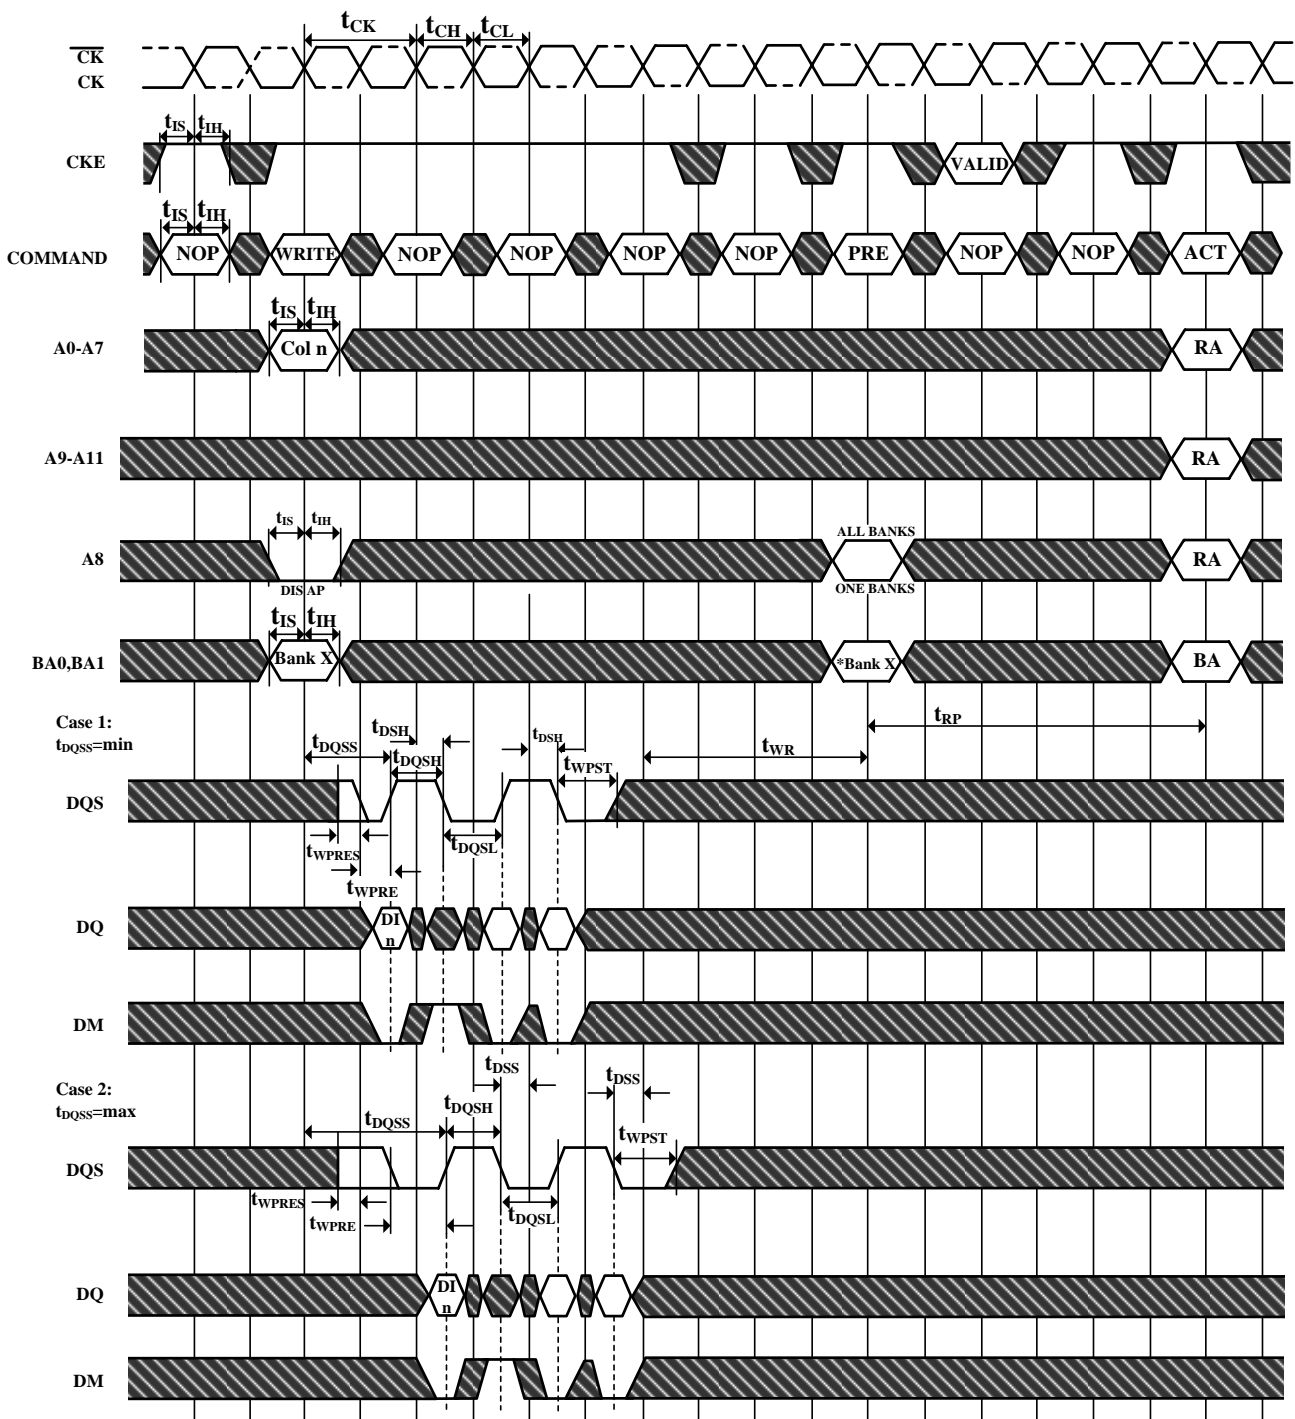 tCK tCH tCL
CK
CK
tIS tIH
CKE VALID
tIS tIH
COMMAND NOP WRITE NOP NOP NOP NOP PRE NOP NOP ACT
tIS tIH
A0-A7 Col n RA
A9-A11 RA
tIS tIH ALL BANKS
A8 RA
DIS AP ONE BANKS
tIS tIH
BA0,BA1 Bank X *Bank X BA
Case 1:
tDQSS=min
tDQSS tDSH tDSH tWR tRP
tDQSH tWPST
DQS
tWPRES tDQSL
tWPRE
DQ DI
n
DM
Case 2:
tDQSS=max
tDSS tDSS
tDQSS tDQSH tWPST
DQS
tWPRES tWPRE tDQSL
DQ DI
n
DM